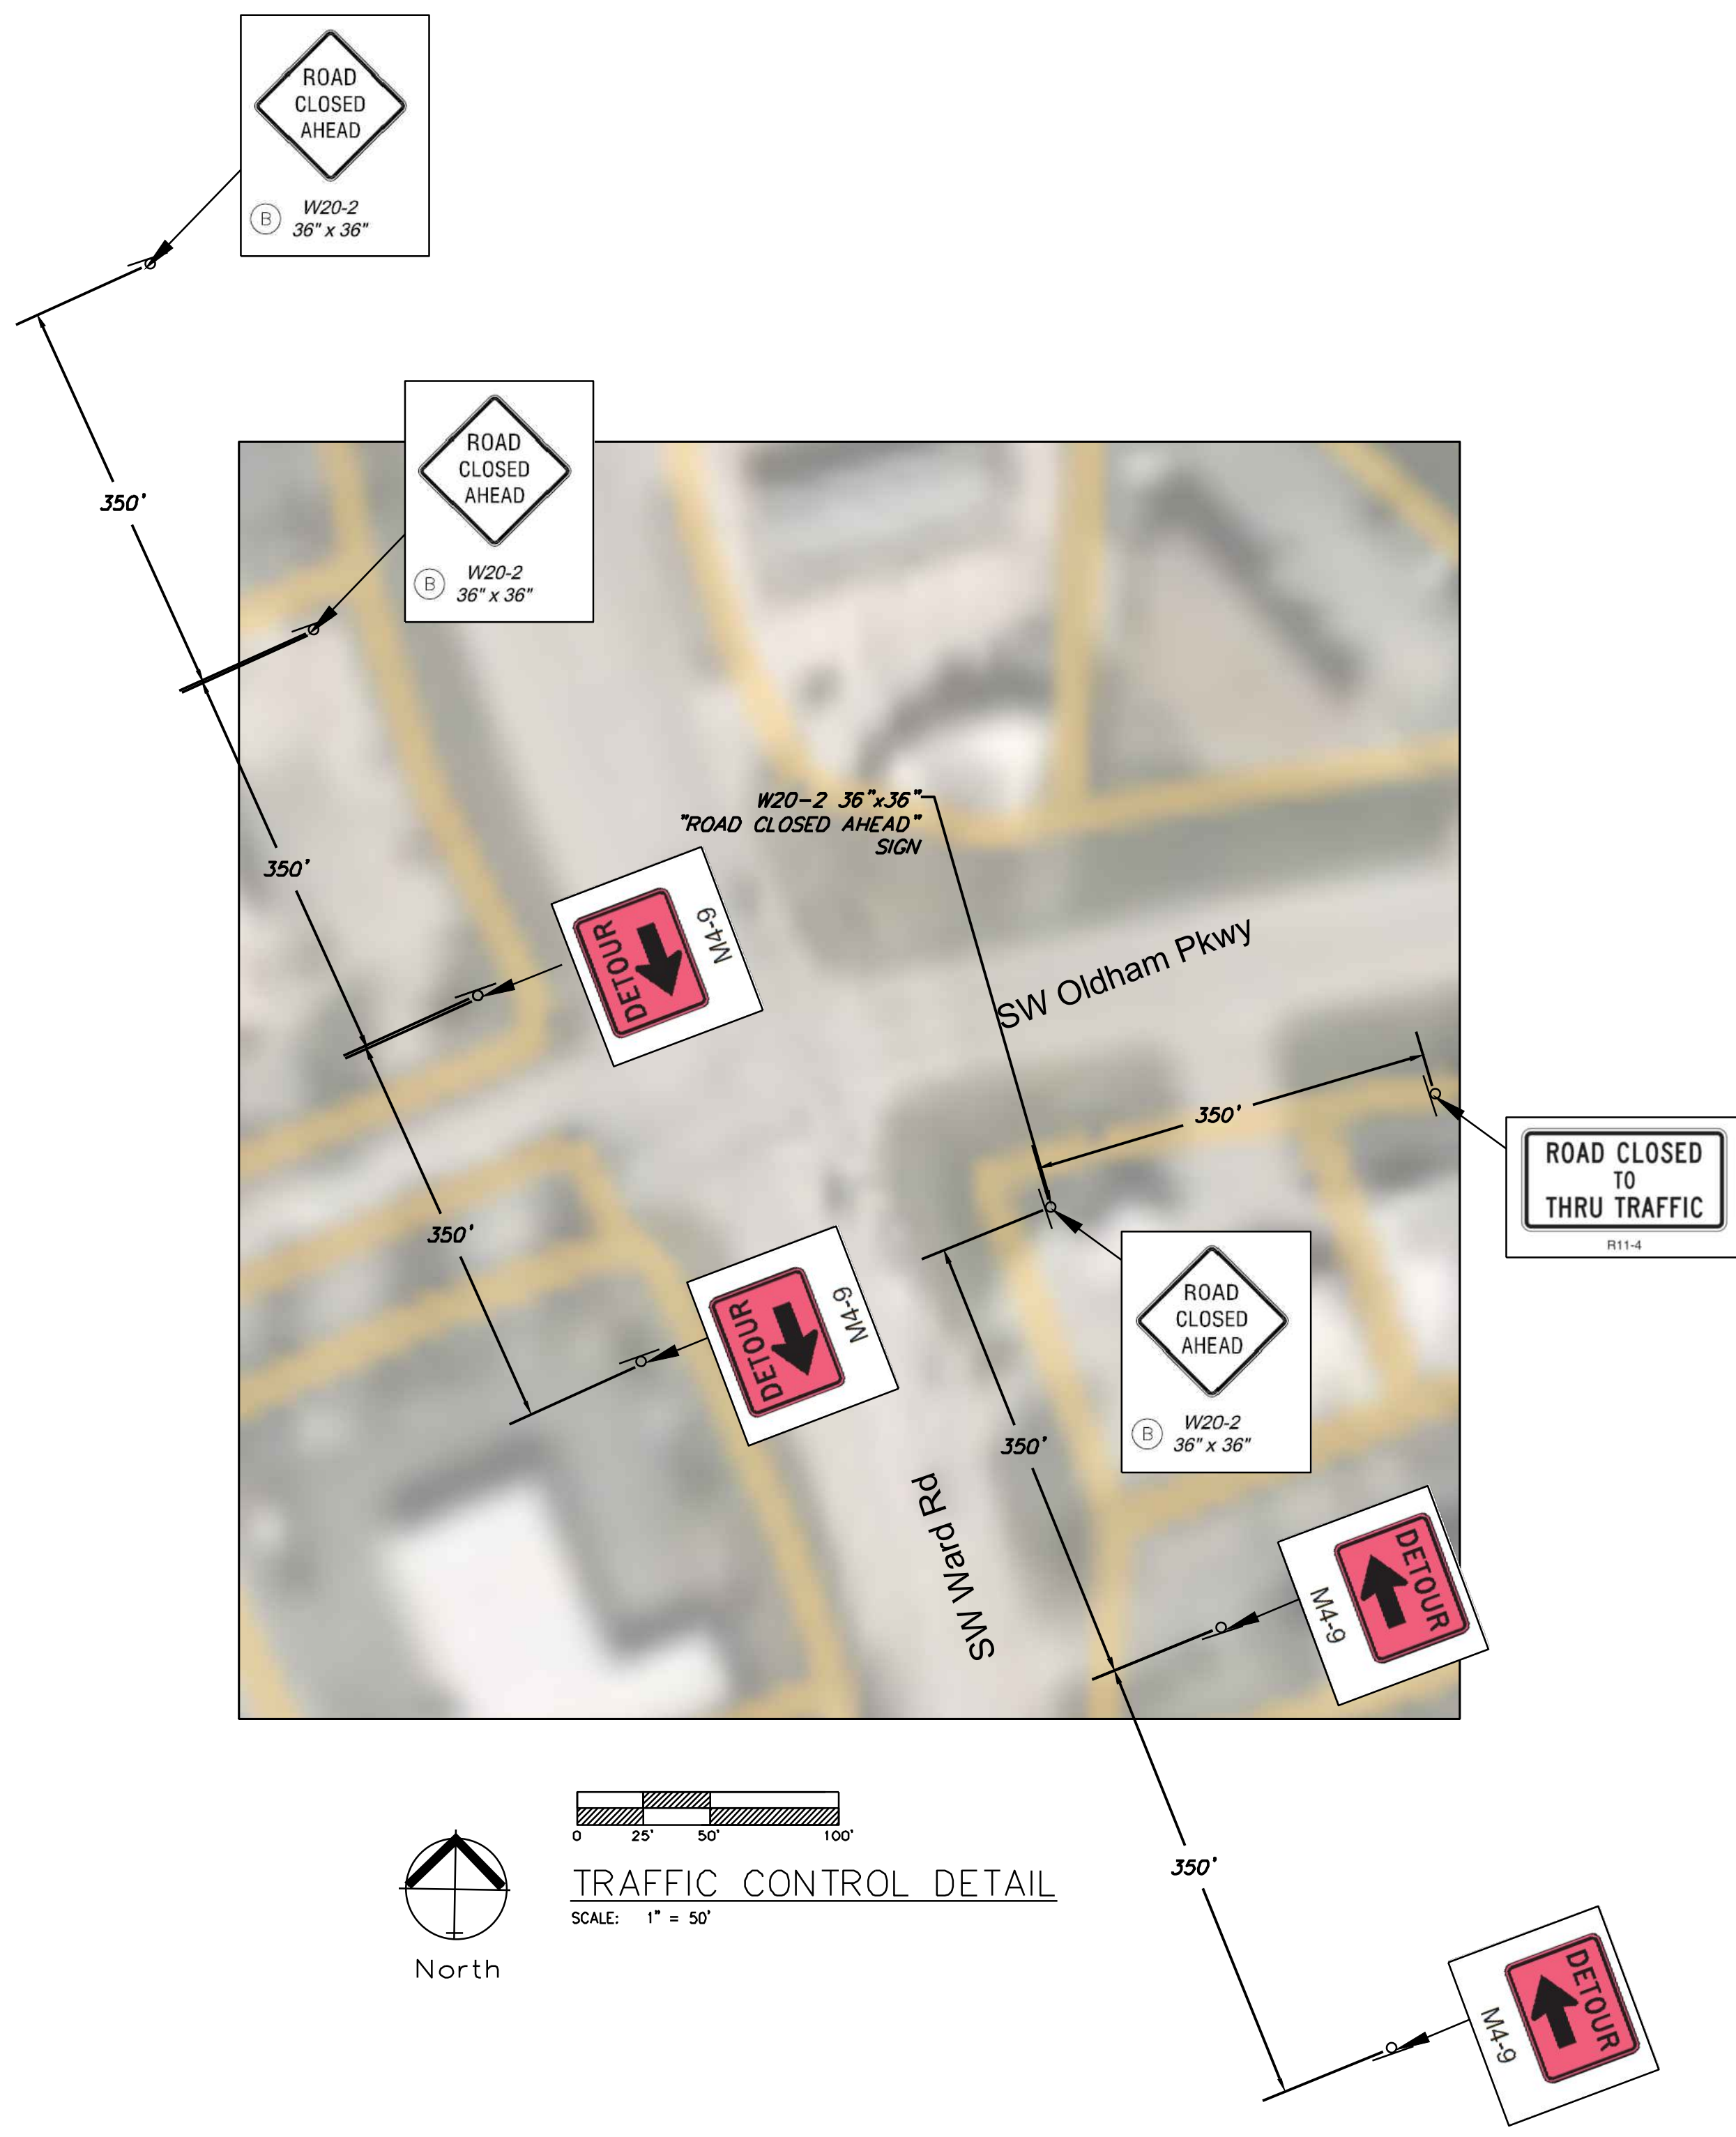 ROAD
CLOSED
AHEAD
B
W20-2
36" x 36"
350'
ROAD
CLOSED
AHEAD
B
W20-2
36" x 36"
350'
W20-2 36"x36"
"ROAD CLOSED AHEAD"
SIGN
DETOUR
M4-9
SW Oldham Pkwy
350'
ROAD CLOSED
TO
THRU TRAFFIC
R11-4
350'
DETOUR
M4-9
ROAD
CLOSED
AHEAD
B
W20-2
36" x 36"
350'
SW Ward Rd
DETOUR
M4-9
350'
DETOUR
M4-9
0 25' 50' 100'
TRAFFIC CONTROL DETAIL
SCALE: 1" = 50'
North